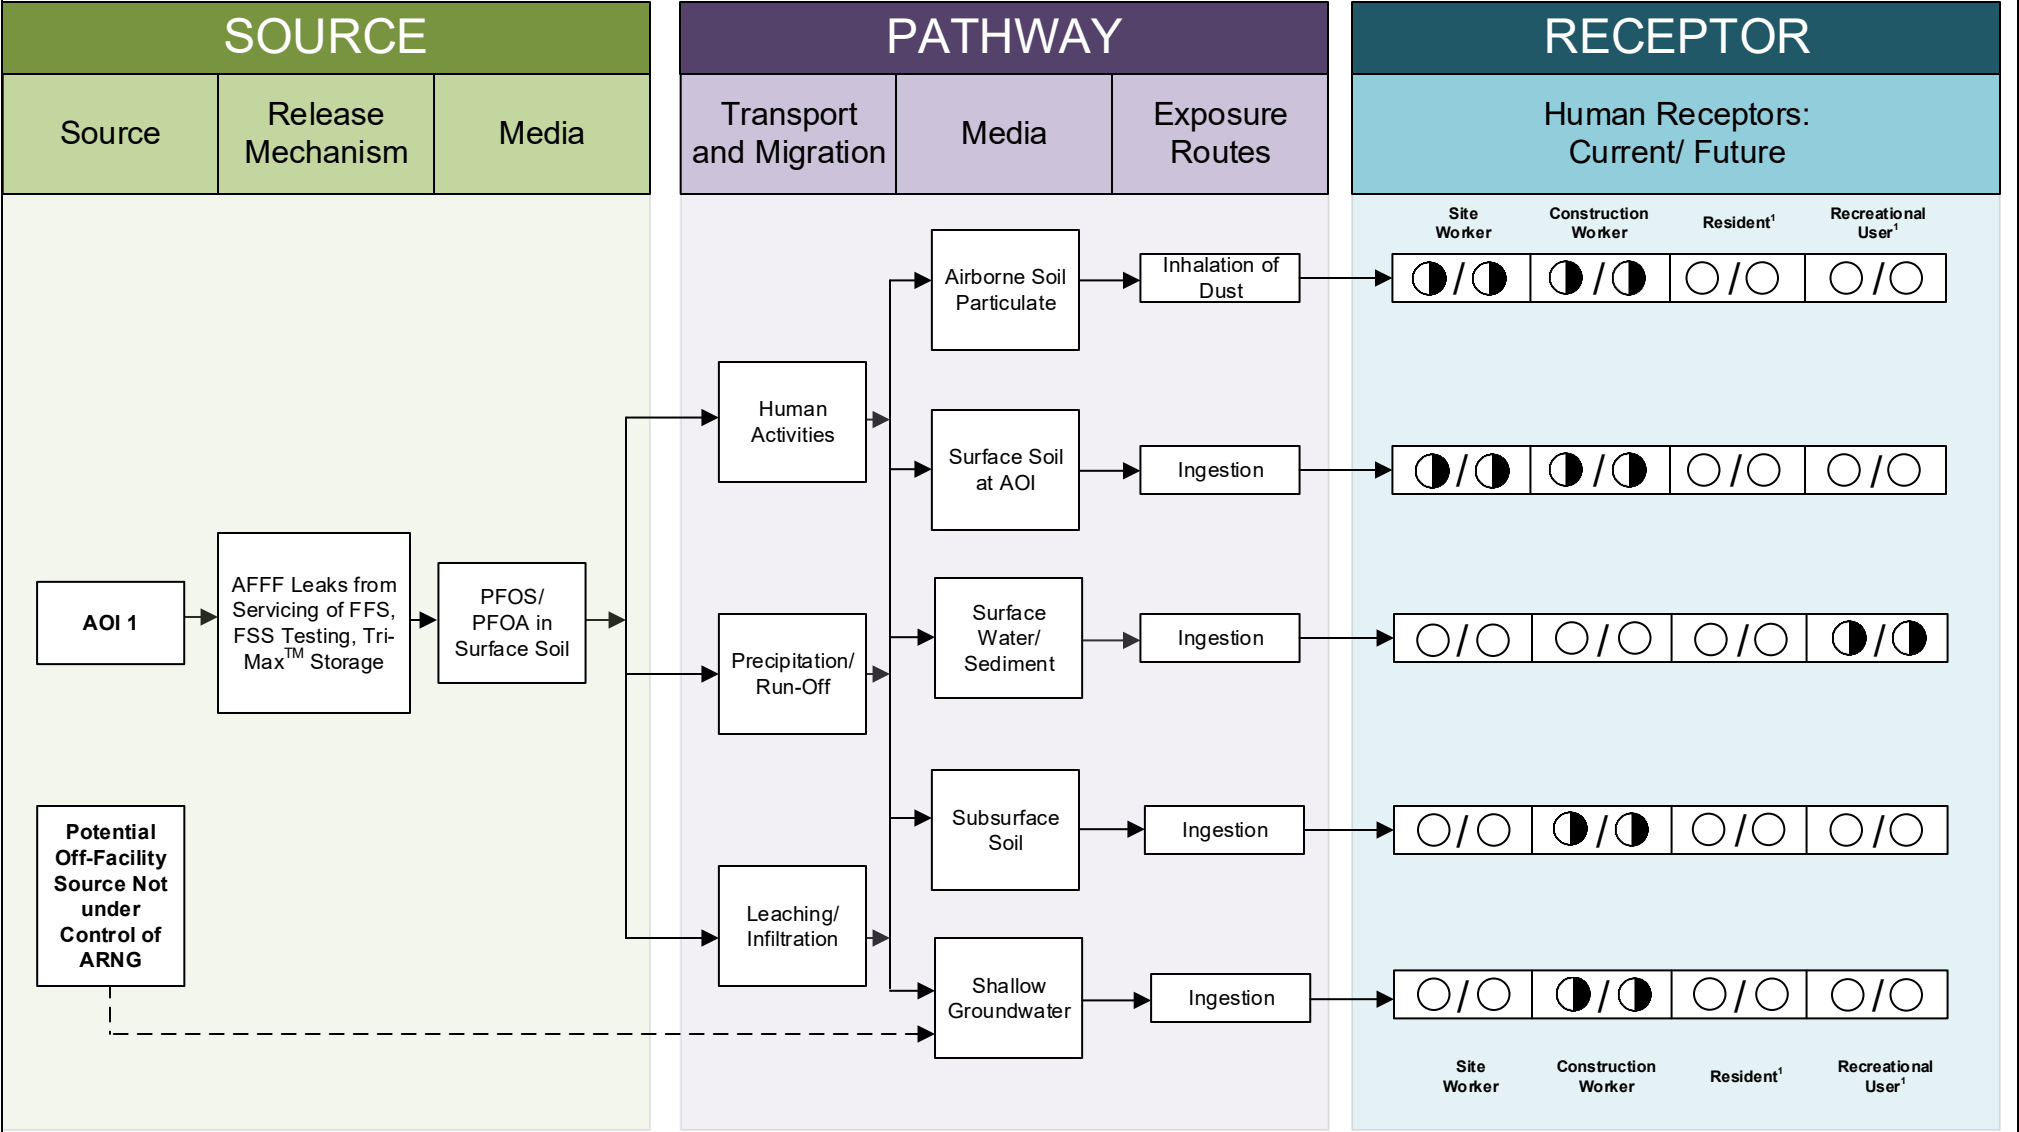 SOURCE
PATHWAY
RECEPTOR
Source
Release
Mechanism
Media
Transport
and Migration
Media
Exposure
Routes
Human Receptors:
Current/ Future
Site
Worker
Construction
Worker
Resident¹
Recreational
User¹
Airborne Soil
Particulate
Inhalation of
Dust
/ / / /
Human
Activities
Surface Soil
at AOI
Ingestion
/ / / /
AOI 1
AFFF Leaks from
Servicing of FFS,
FSS Testing, Tri-
Max™ Storage
PFOS/
PFOA in
Surface Soil
Precipitation/
Run-Off
Surface
Water/
Sediment
Ingestion
/ / / /
Potential
Off-Facility
Source Not
under
Control of
ARNG
Subsurface
Soil
Ingestion
/ / / /
Leaching/
Infiltration
Shallow
Groundwater
Ingestion
/ / / /
Site
Worker
Construction
Worker
Resident¹
Recreational
User¹